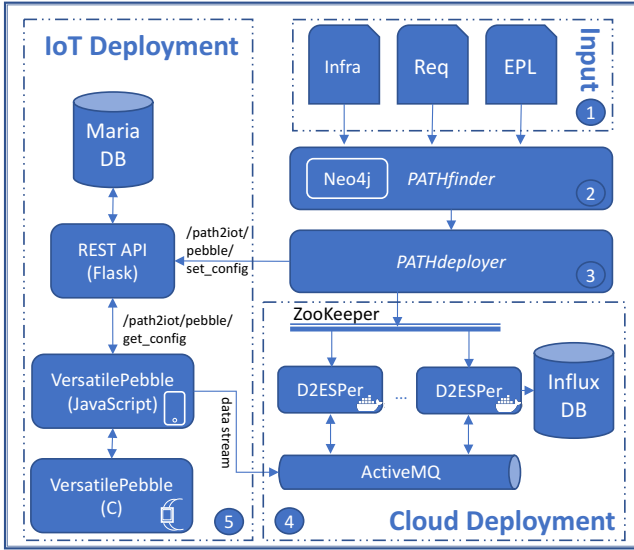 IoT Deployment
Maria
DB
REST API
(Flask)
/path2iot/
pebble/
set_config
/path2iot/pebble/
get_config
VersatilePebble
(JavaScript)
data stream
VersatilePebble
(C)
5
Infra
Req
EPL
Input
1
Neo4j
PATHfinder
2
PATHdeployer
3
ZooKeeper
D2ESPer
...
D2ESPer
Influx
DB
ActiveMQ
4
Cloud Deployment